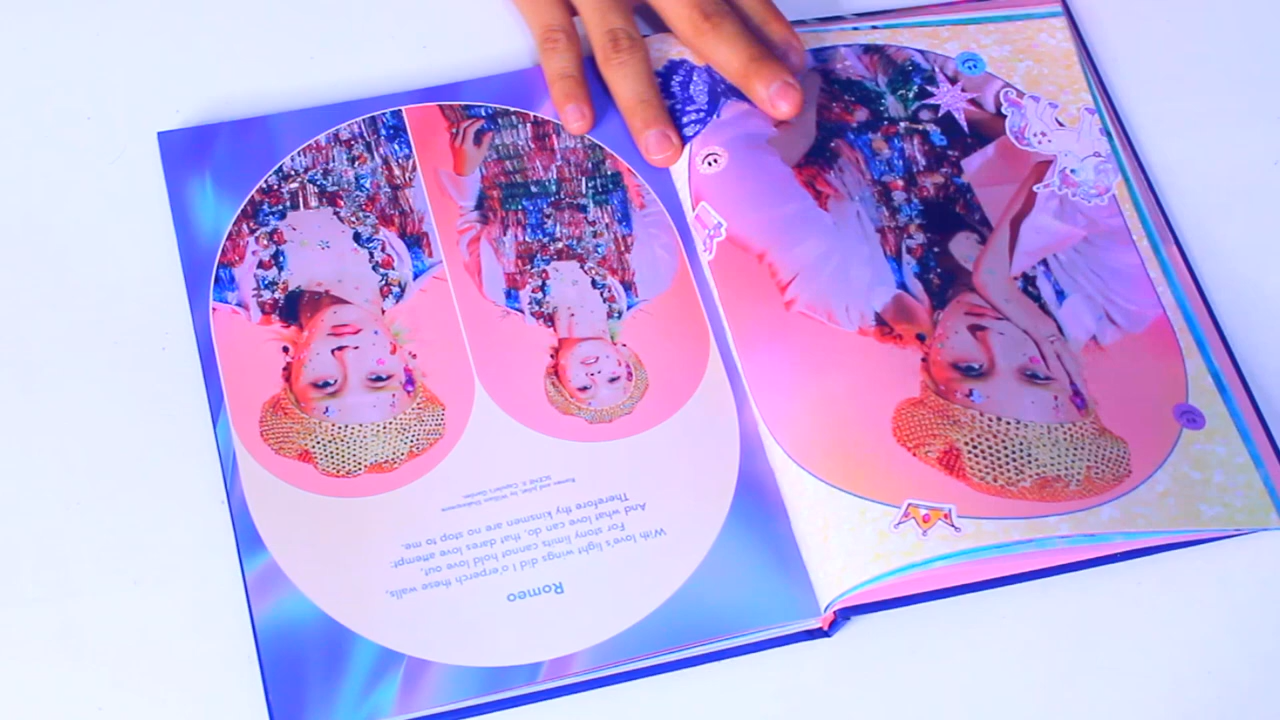 Romeo
With love's light wings did I o'erperch these walls,
For stony limits cannot hold love out,
And what love can do, that dares love attempt:
Therefore thy kinsmen are no stop to me.
SCENE II. Capulet's Garden.
Romeo and Juliet, by William Shakespeare